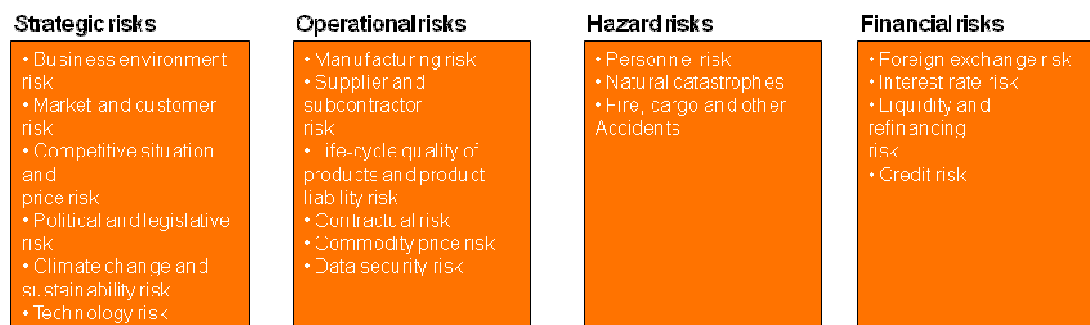 Strategic risks
• Business environment
risk
• Market and customer
risk
• Competitive situation
and
price risk
• Political and legislative
risk
• Climate change and
sustainability risk
• Technology risk
Operational risks
• Manufacturing risk
• Supplier and
subcontractor
risk
• Life-cycle quality of
products and product
liability risk
• Contractual risk
• Commodity price risk
• Data security risk
Hazard risks
• Personnel risk
• Natural catastrophes
• Fire, cargo and other
Accidents
Financial risks
• Foreign exchange risk
• Interest rate risk
• Liquidity and
refinancing
risk
• Credit risk